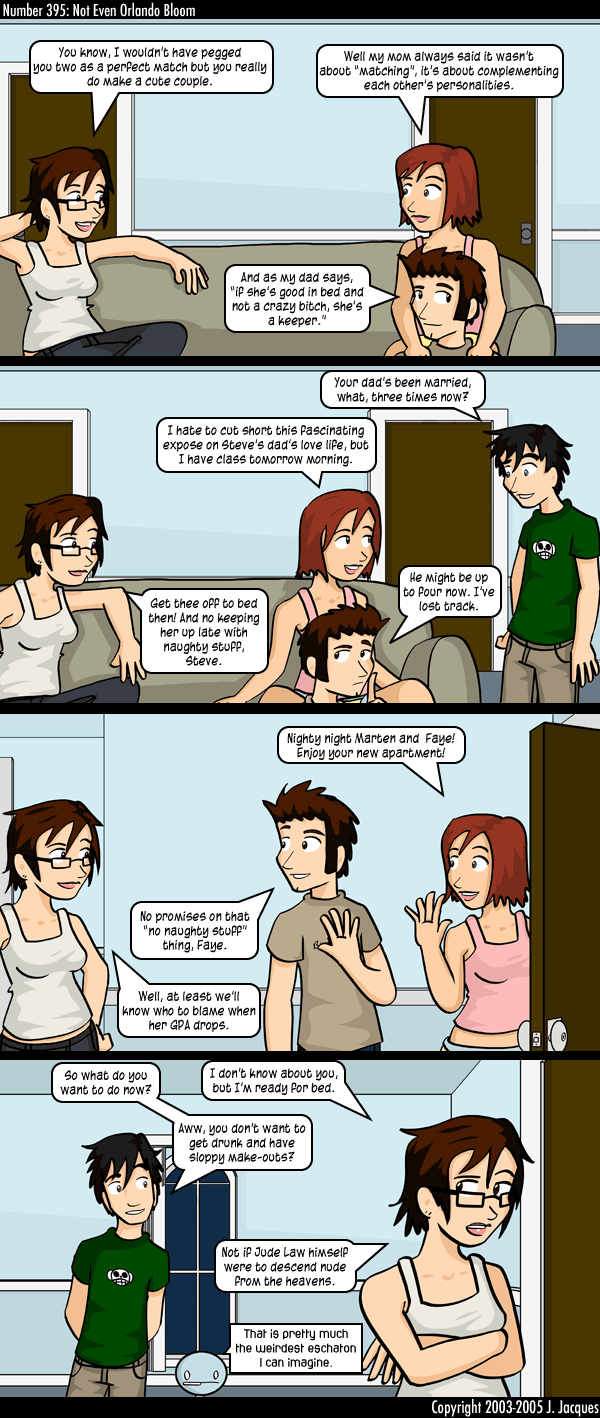 Number 395: Not Even Orlando Bloom
You know, I wouldn't have pegged
you two as a perfect match but you really
do make a cute couple.
Well my mom always said it wasn't
about "matching", it's about complementing
each other's personalities.
And as my dad says,
"if she's good in bed and
not a crazy bitch, she's
a keeper."
Your dad's been married,
what, three times now?
I hate to cut short this fascinating
expose on Steve's dad's love life, but
I have class tomorrow morning.
He might be up
to four now. I've
lost track.
Get thee off to bed
then! And no keeping
her up late with
naughty stuff,
Steve.
Nighty night Marten and Faye!
Enjoy your new apartment!
No promises on that
"no naughty stuff"
thing, Faye.
Well, at least we'll
know who to blame when
her GPA drops.
So what do you
want to do now?
I don't know about you,
but I'm ready for bed.
Aww, you don't want to
get drunk and have
sloppy make-outs?
Not if Jude Law himself
were to descend nude
from the heavens.
That is pretty much
the weirdest eschaton
I can imagine.
Copyright 2003-2005 J. Jacques